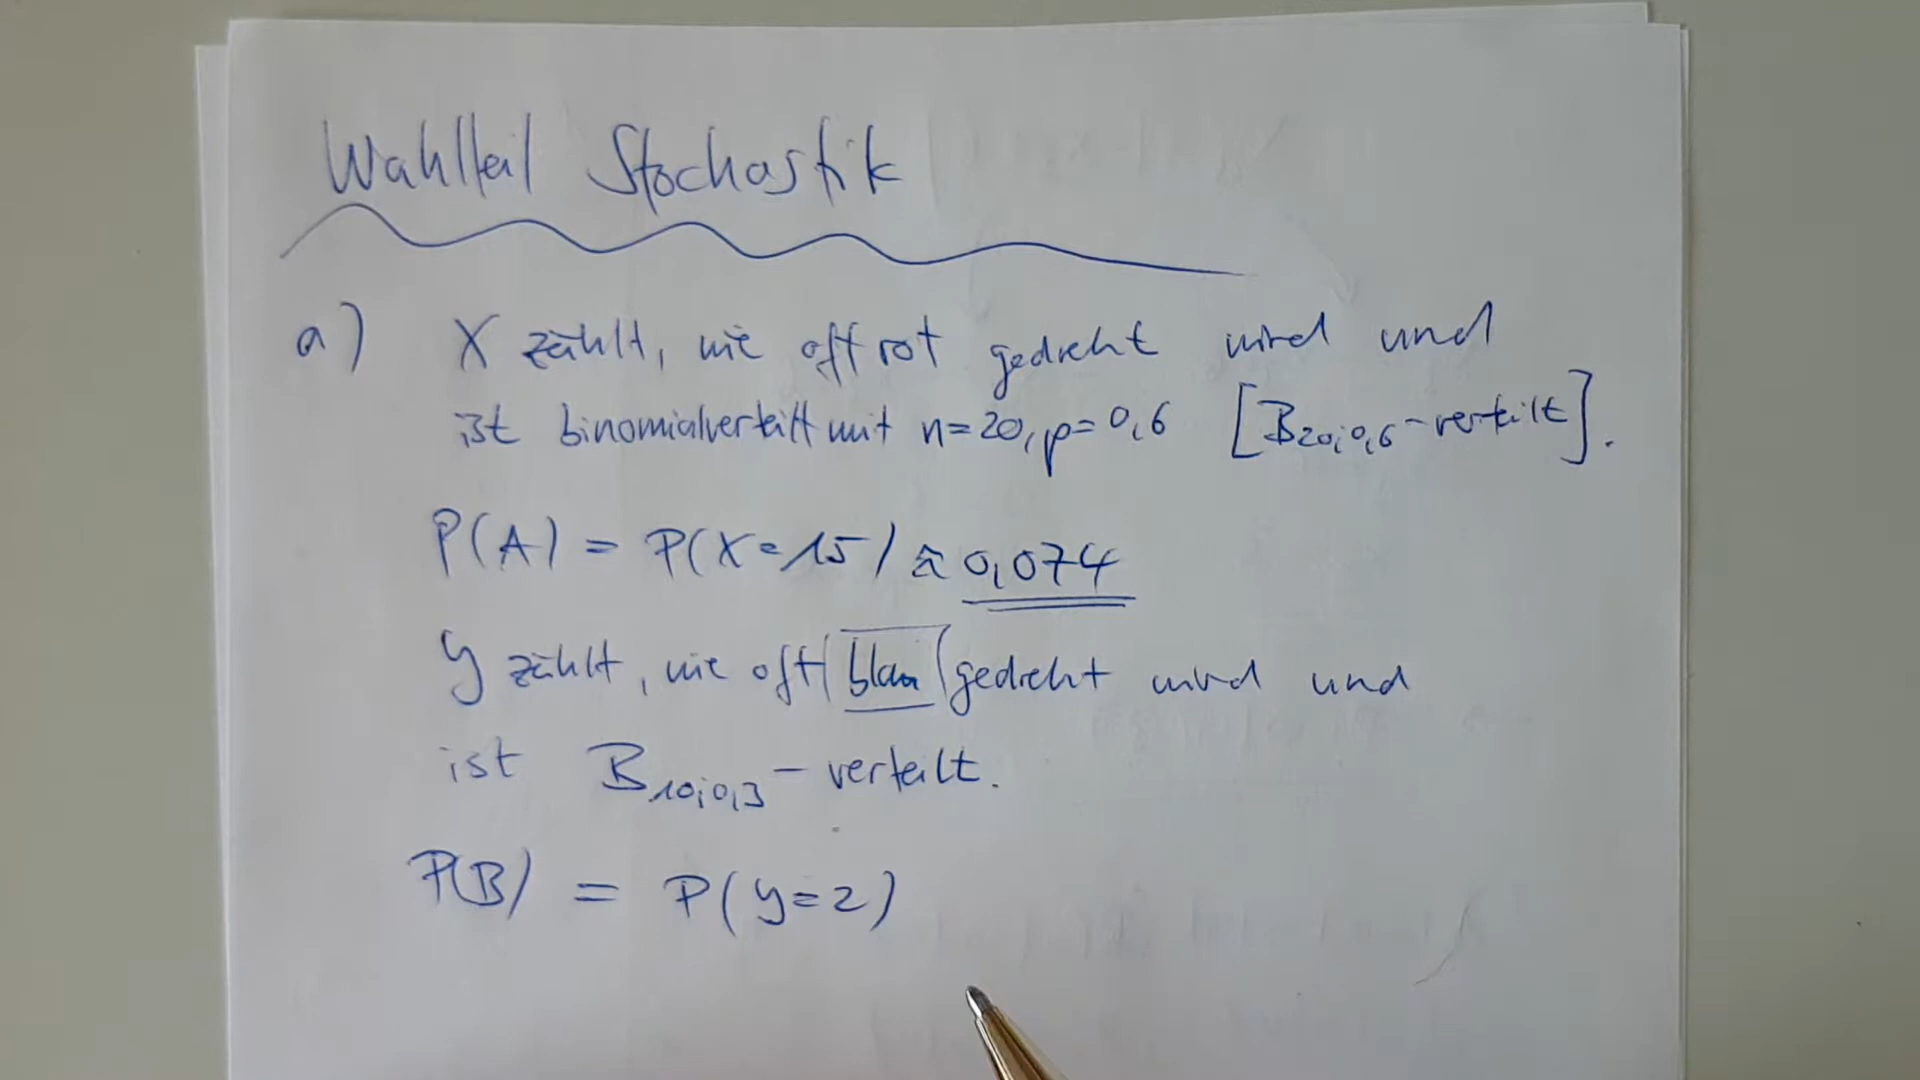 Wahlteil Stochastik
a) X zählt, wie oft rot gedreht wird und
ist binomialverteilt mit n=20, p=0,6 [B20;0,6-verteilt].
P(A) = P(X=15) ≈ 0,074
Y zählt, wie oft blau gedreht wird und
ist B10;0,3-verteilt.
P(B) = P(Y=2)